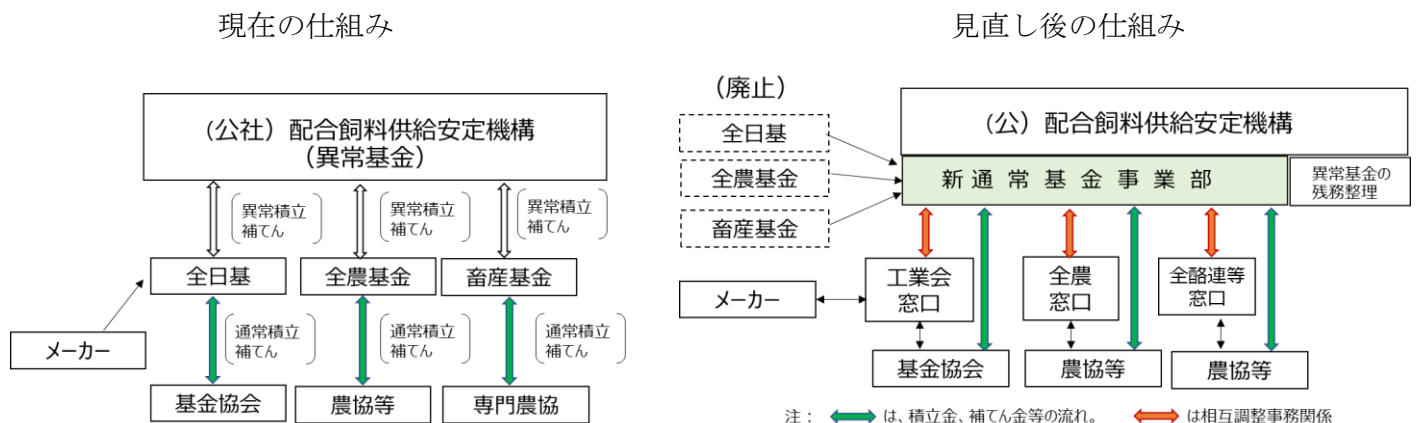 現在の仕組み
(公社)配合飼料供給安定機構
(異常基金)
異常積立
補てん
異常積立
補てん
異常積立
補てん
全日基
全農基金
畜産基金
メーカー
通常積立
補てん
通常積立
補てん
通常積立
補てん
基金協会
農協等
専門農協
見直し後の仕組み
(廃止)
全日基
全農基金
畜産基金
(公)配合飼料供給安定機構
新通常基金事業部
異常基金の
残務整理
メーカー
工業会
窓口
全農
窓口
全酪連等
窓口
基金協会
農協等
農協等
注: は、積立金、補てん金等の流れ。 は相互調整事務関係